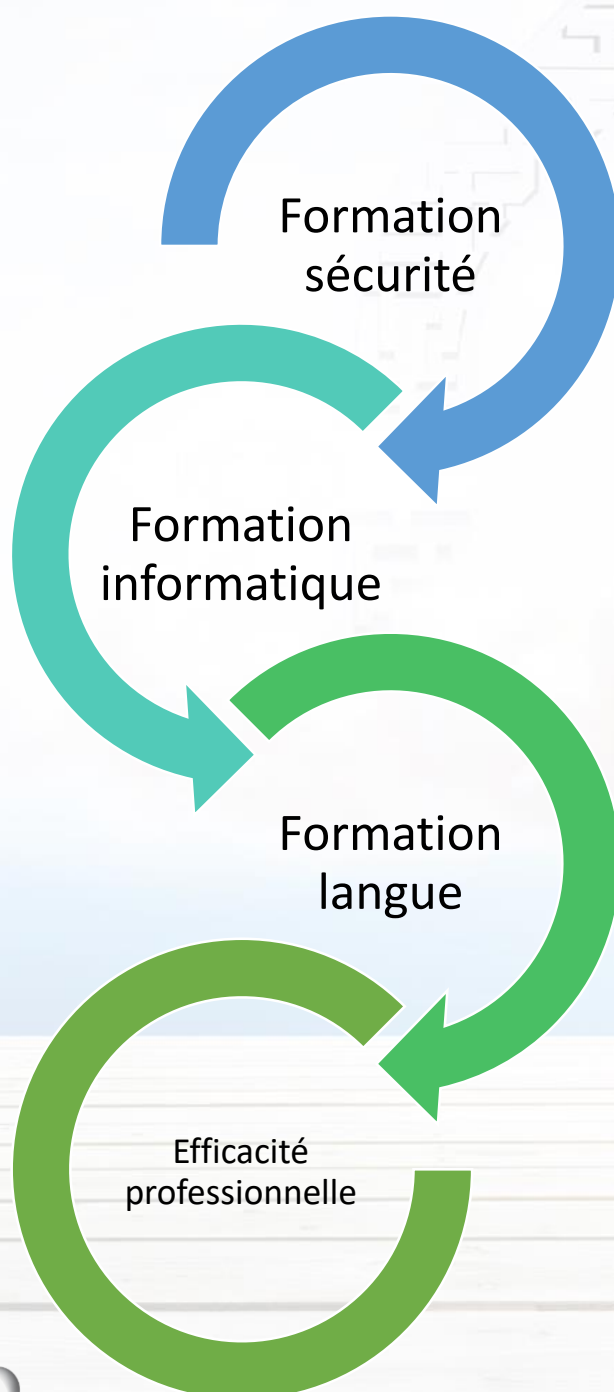 Formation
sécurité
Formation
informatique
Formation
langue
Efficacité
professionnelle